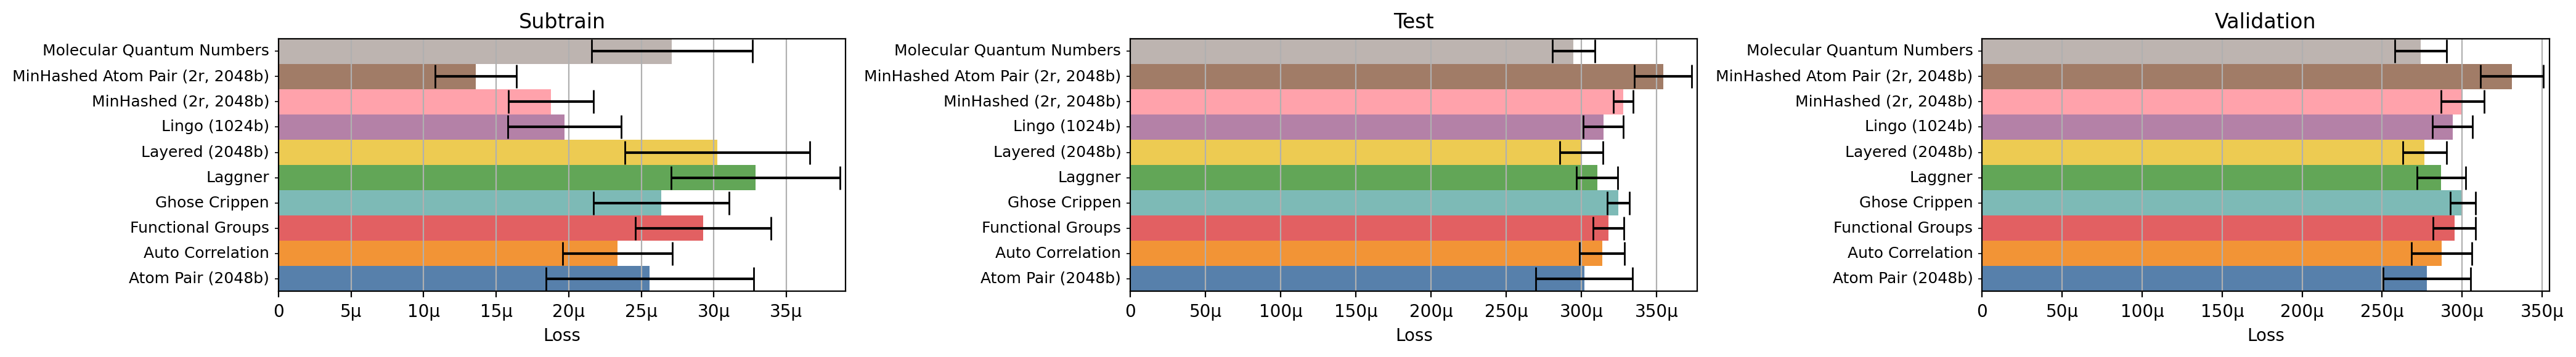 Subtrain
Molecular Quantum Numbers
MinHashed Atom Pair (2r, 2048b)
MinHashed (2r, 2048b)
Lingo (1024b)
Layered (2048b)
Laggner
Ghose Crippen
Functional Groups
Auto Correlation
Atom Pair (2048b)
0 5µ 10µ 15µ 20µ 25µ 30µ 35µ
Loss
Test
Molecular Quantum Numbers
MinHashed Atom Pair (2r, 2048b)
MinHashed (2r, 2048b)
Lingo (1024b)
Layered (2048b)
Laggner
Ghose Crippen
Functional Groups
Auto Correlation
Atom Pair (2048b)
0 50µ 100µ 150µ 200µ 250µ 300µ 350µ
Loss
Validation
Molecular Quantum Numbers
MinHashed Atom Pair (2r, 2048b)
MinHashed (2r, 2048b)
Lingo (1024b)
Layered (2048b)
Laggner
Ghose Crippen
Functional Groups
Auto Correlation
Atom Pair (2048b)
0 50µ 100µ 150µ 200µ 250µ 300µ 350µ
Loss